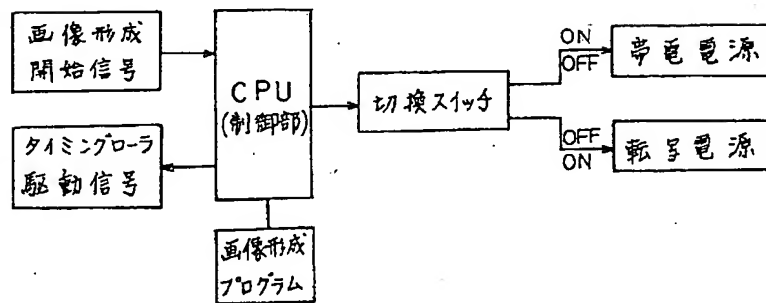 画像形成
開始信号
タイミングローラ
駆動信号
CPU
(制御部)
画像形成
プログラム
切換スイッチ
ON
OFF
帯電電源
OFF
ON
転写電源